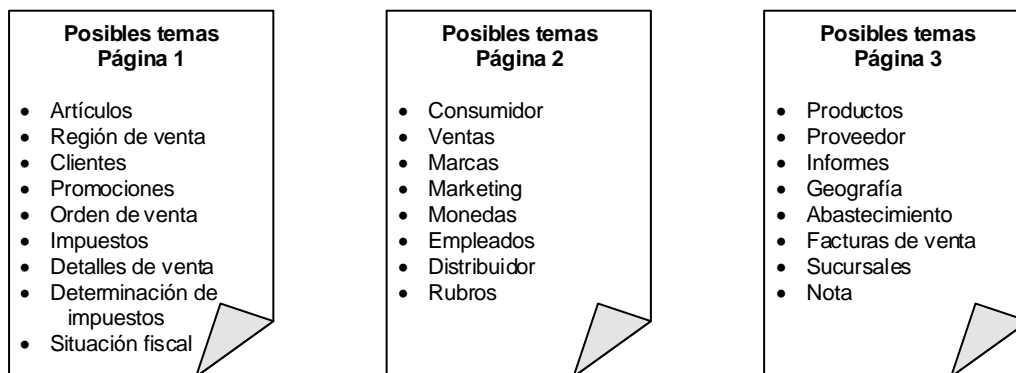 Posibles temas
Página 1
• Artículos
• Región de venta
• Clientes
• Promociones
• Orden de venta
• Impuestos
• Detalles de venta
• Determinación de
impuestos
• Situación fiscal
Posibles temas
Página 2
• Consumidor
• Ventas
• Marcas
• Marketing
• Monedas
• Empleados
• Distribuidor
• Rubros
Posibles temas
Página 3
• Productos
• Proveedor
• Informes
• Geografía
• Abastecimiento
• Facturas de venta
• Sucursales
• Nota